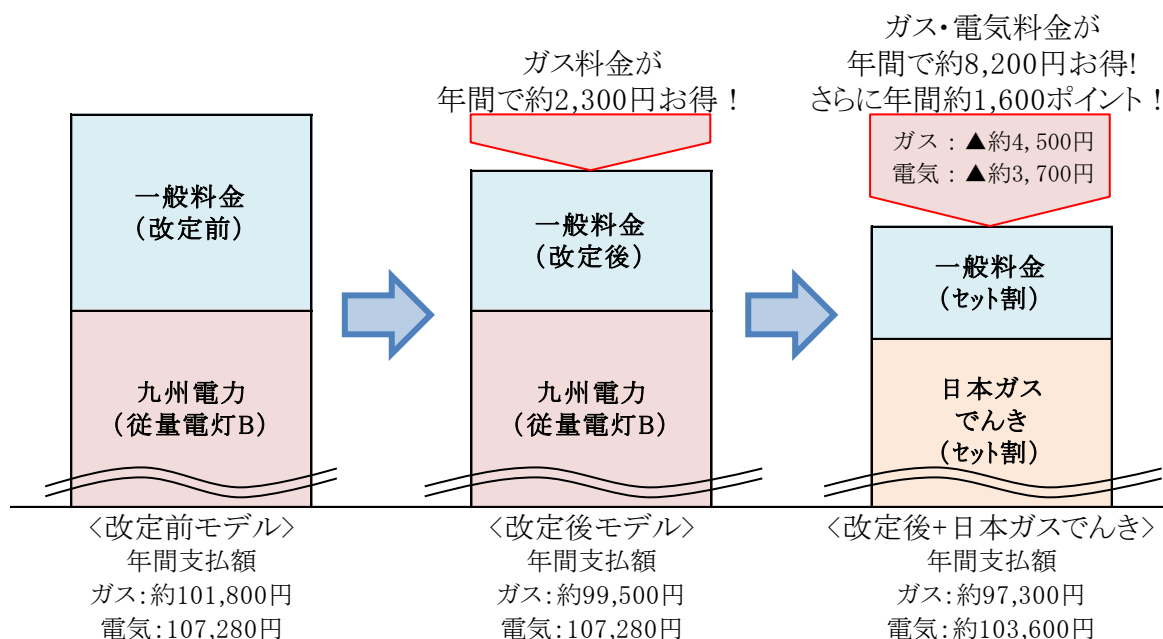 ガス料金が
年間で約2,300円お得！
ガス・電気料金が
年間で約8,200円お得!
さらに年間約1,600ポイント！
ガス：▲約4,500円
電気：▲約3,700円
一般料金
（改定前）
九州電力
（従量電灯B）
一般料金
（改定後）
九州電力
（従量電灯B）
一般料金
（セット割）
日本ガス
でんき
（セット割）
〈改定前モデル〉
年間支払額
ガス：約101,800円
電気：107,280円
〈改定後モデル〉
年間支払額
ガス：約99,500円
電気：107,280円
〈改定後+日本ガスでんき〉
年間支払額
ガス：約97,300円
電気：約103,600円